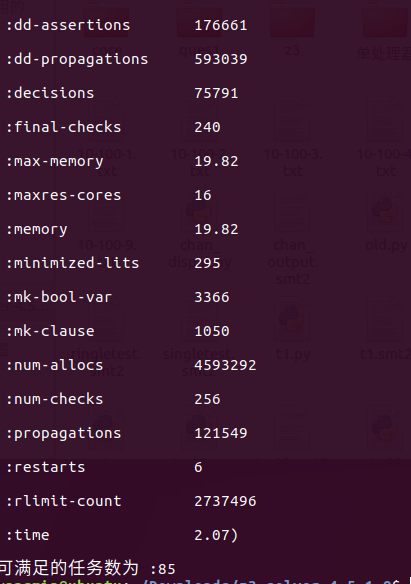 :dd-assertions 176661
:dd-propagations 593039
:decisions 75791
:final-checks 240
:max-memory 19.82
:maxres-cores 16
:memory 19.82
:minimized-lits 295
:mk-bool-var 3366
:mk-clause 1050
:num-allocs 4593292
:num-checks 256
:propagations 121549
:restarts 6
:rlimit-count 2737496
:time 2.07)
可满足的任务数为 :85